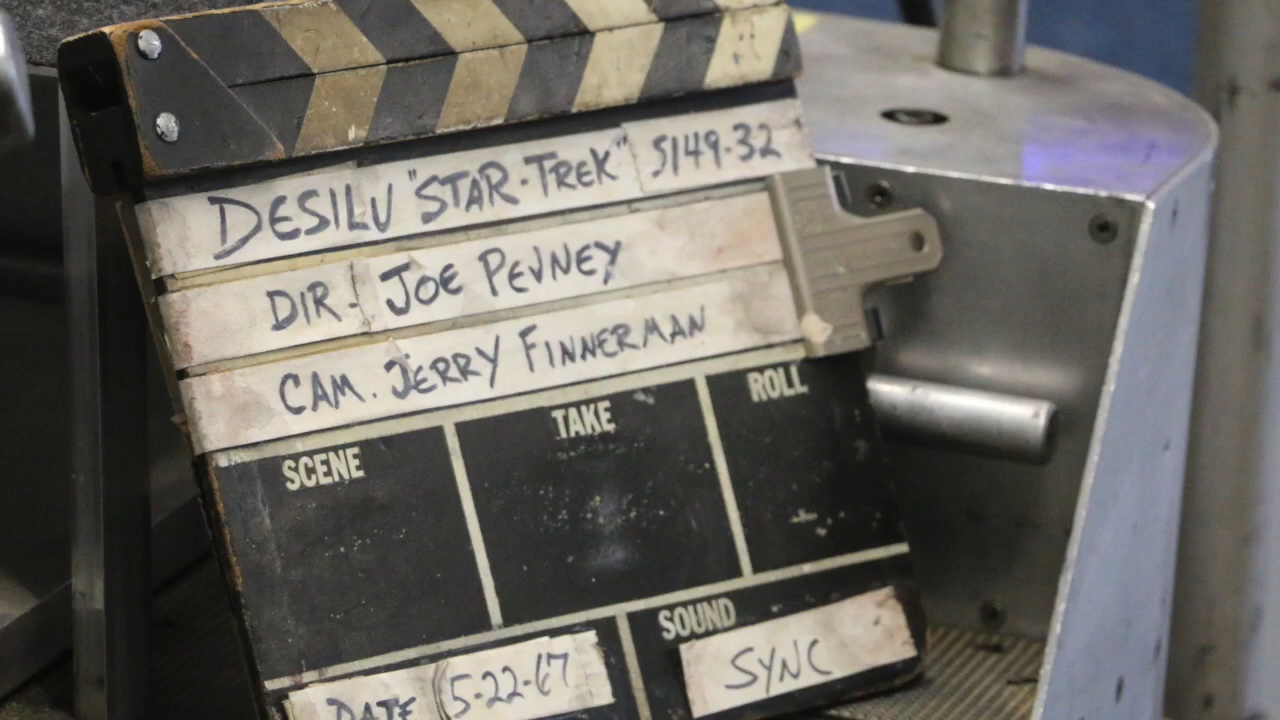 DESILU "STAR-TREK" 5149-32
DIR- JOE PEVNEY
CAM. JERRY FINNERMAN
SCENE TAKE ROLL
SOUND
DATE 5-22-67 SYNC